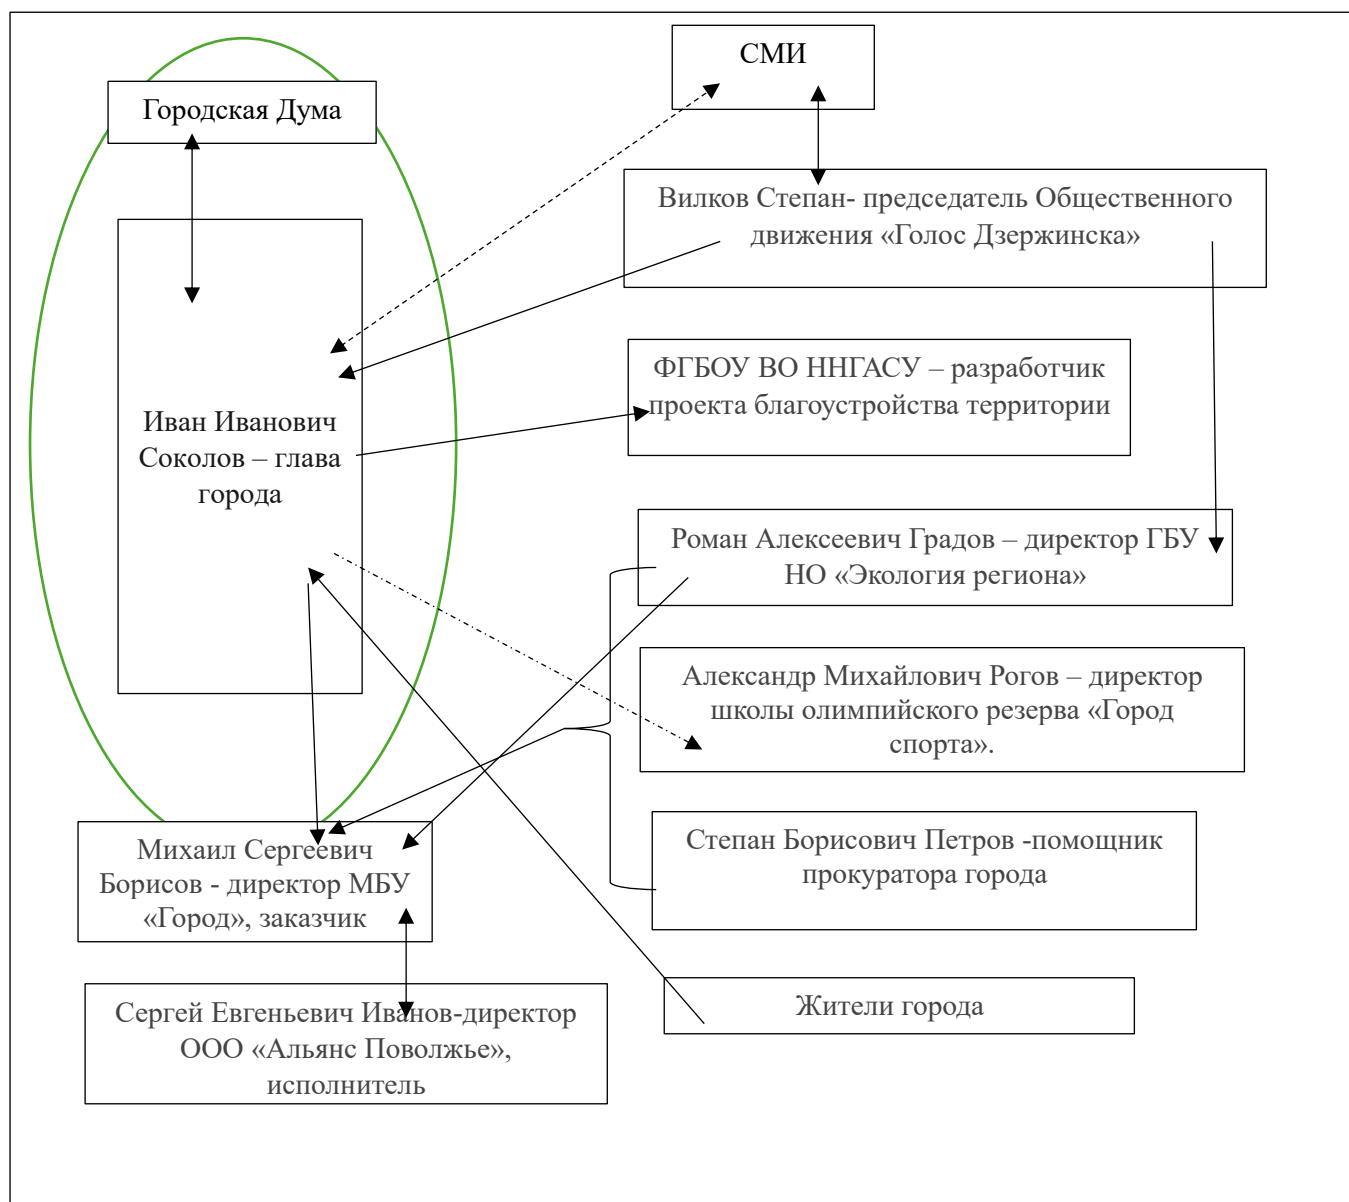 СМИ
Городская Дума
Вилков Степан- председатель Общественного
движения «Голос Дзержинска»
ФГБОУ ВО ННГАСУ – разработчик
проекта благоустройства территории
Иван Иванович
Соколов – глава
города
Роман Алексеевич Градов – директор ГБУ
НО «Экология региона»
Александр Михайлович Рогов – директор
школы олимпийского резерва «Город
спорта».
Степан Борисович Петров -помощник
прокуратора города
Михаил Сергеевич
Борисов - директор МБУ
«Город», заказчик
Жители города
Сергей Евгеньевич Иванов-директор
ООО «Альянс Поволжье»,
исполнитель